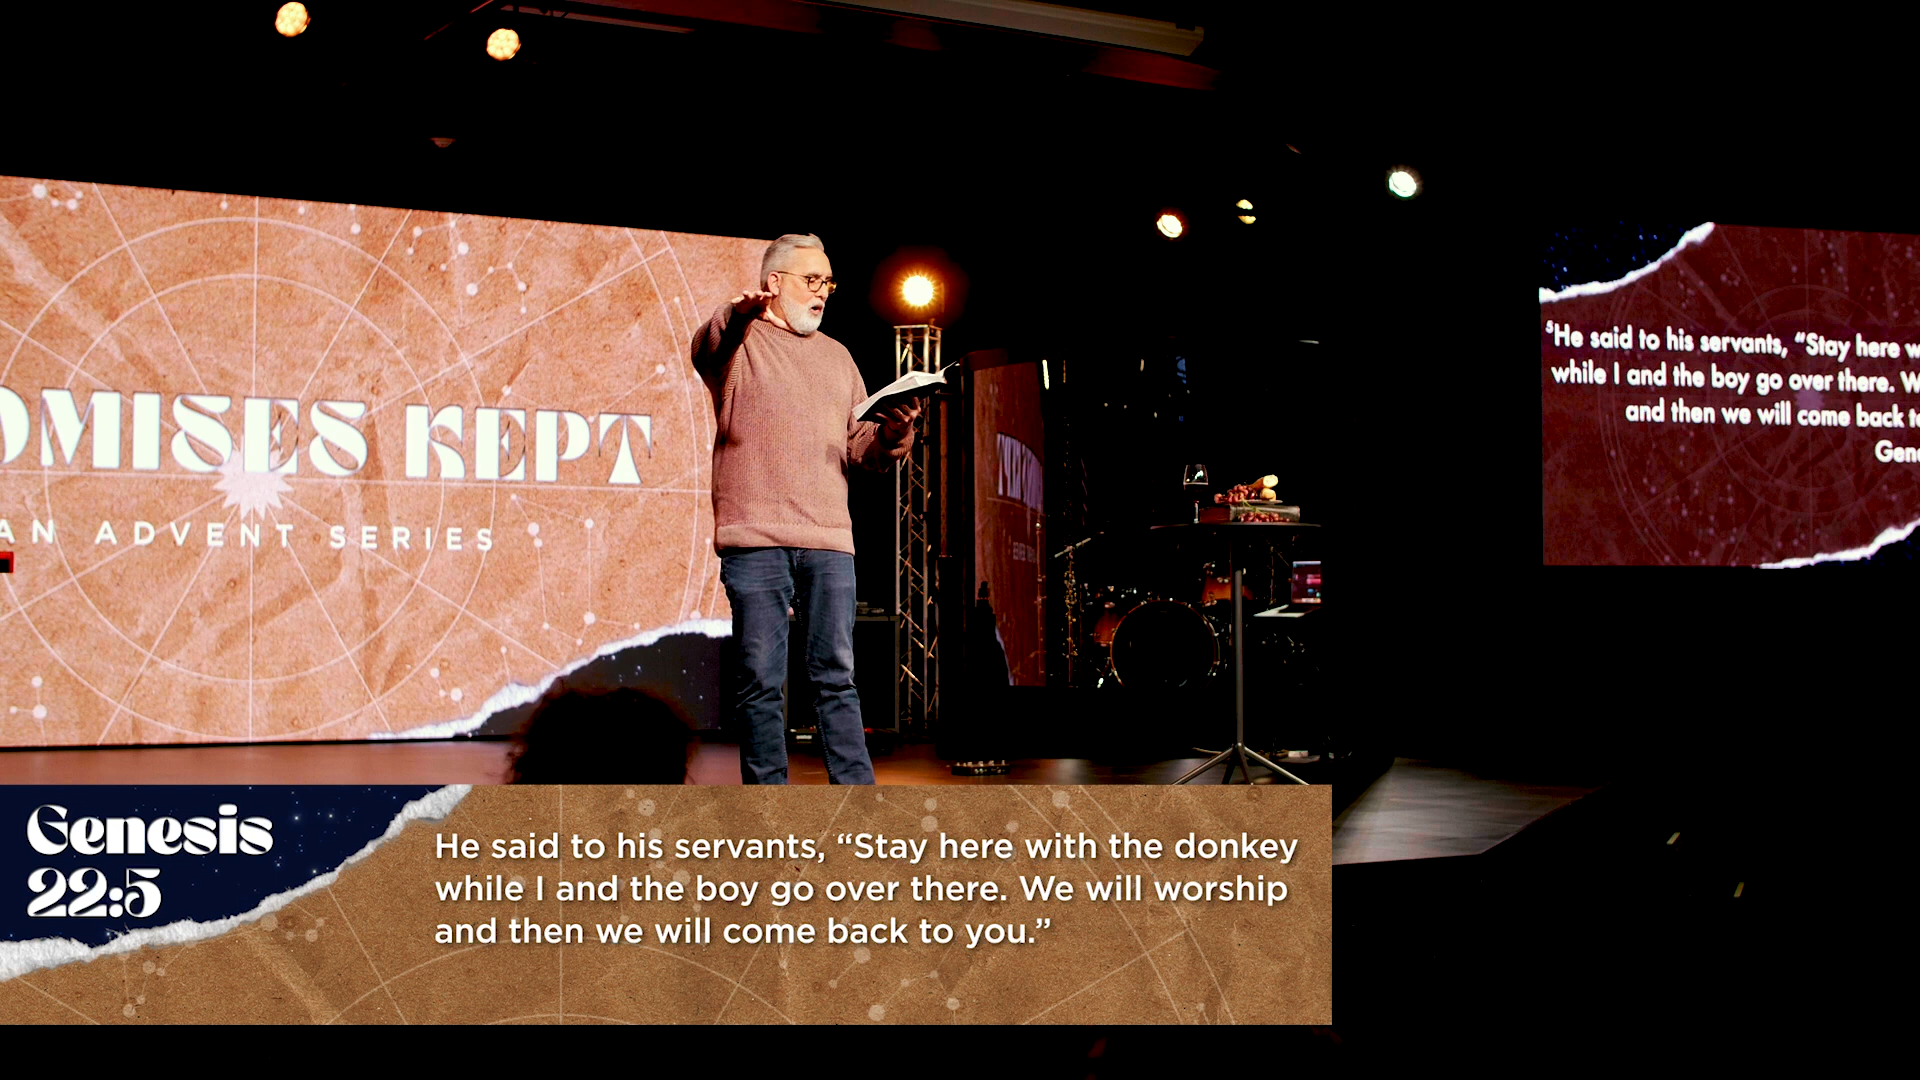 OMISES KEPT
AN ADVENT SERIES
5He said to his servants, “Stay here
while I and the boy go over there.
and then we will come back
Genesis
22:5
He said to his servants, “Stay here with the donkey
while I and the boy go over there. We will worship
and then we will come back to you.”